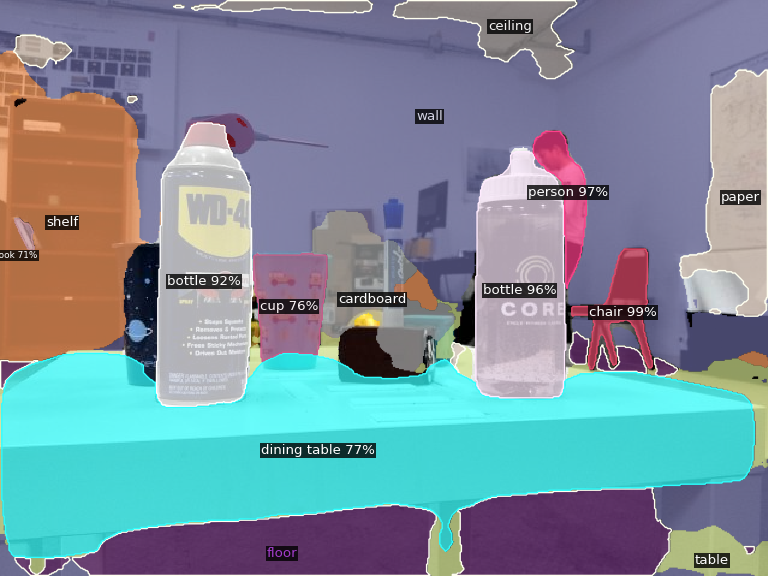 ceiling
wall
person 97%
paper
shelf
WD-4
ook 71%
bottle 92%
bottle 96%
cardboard
cup 76%
CORE
chair 99%
dining table 77%
floor
table